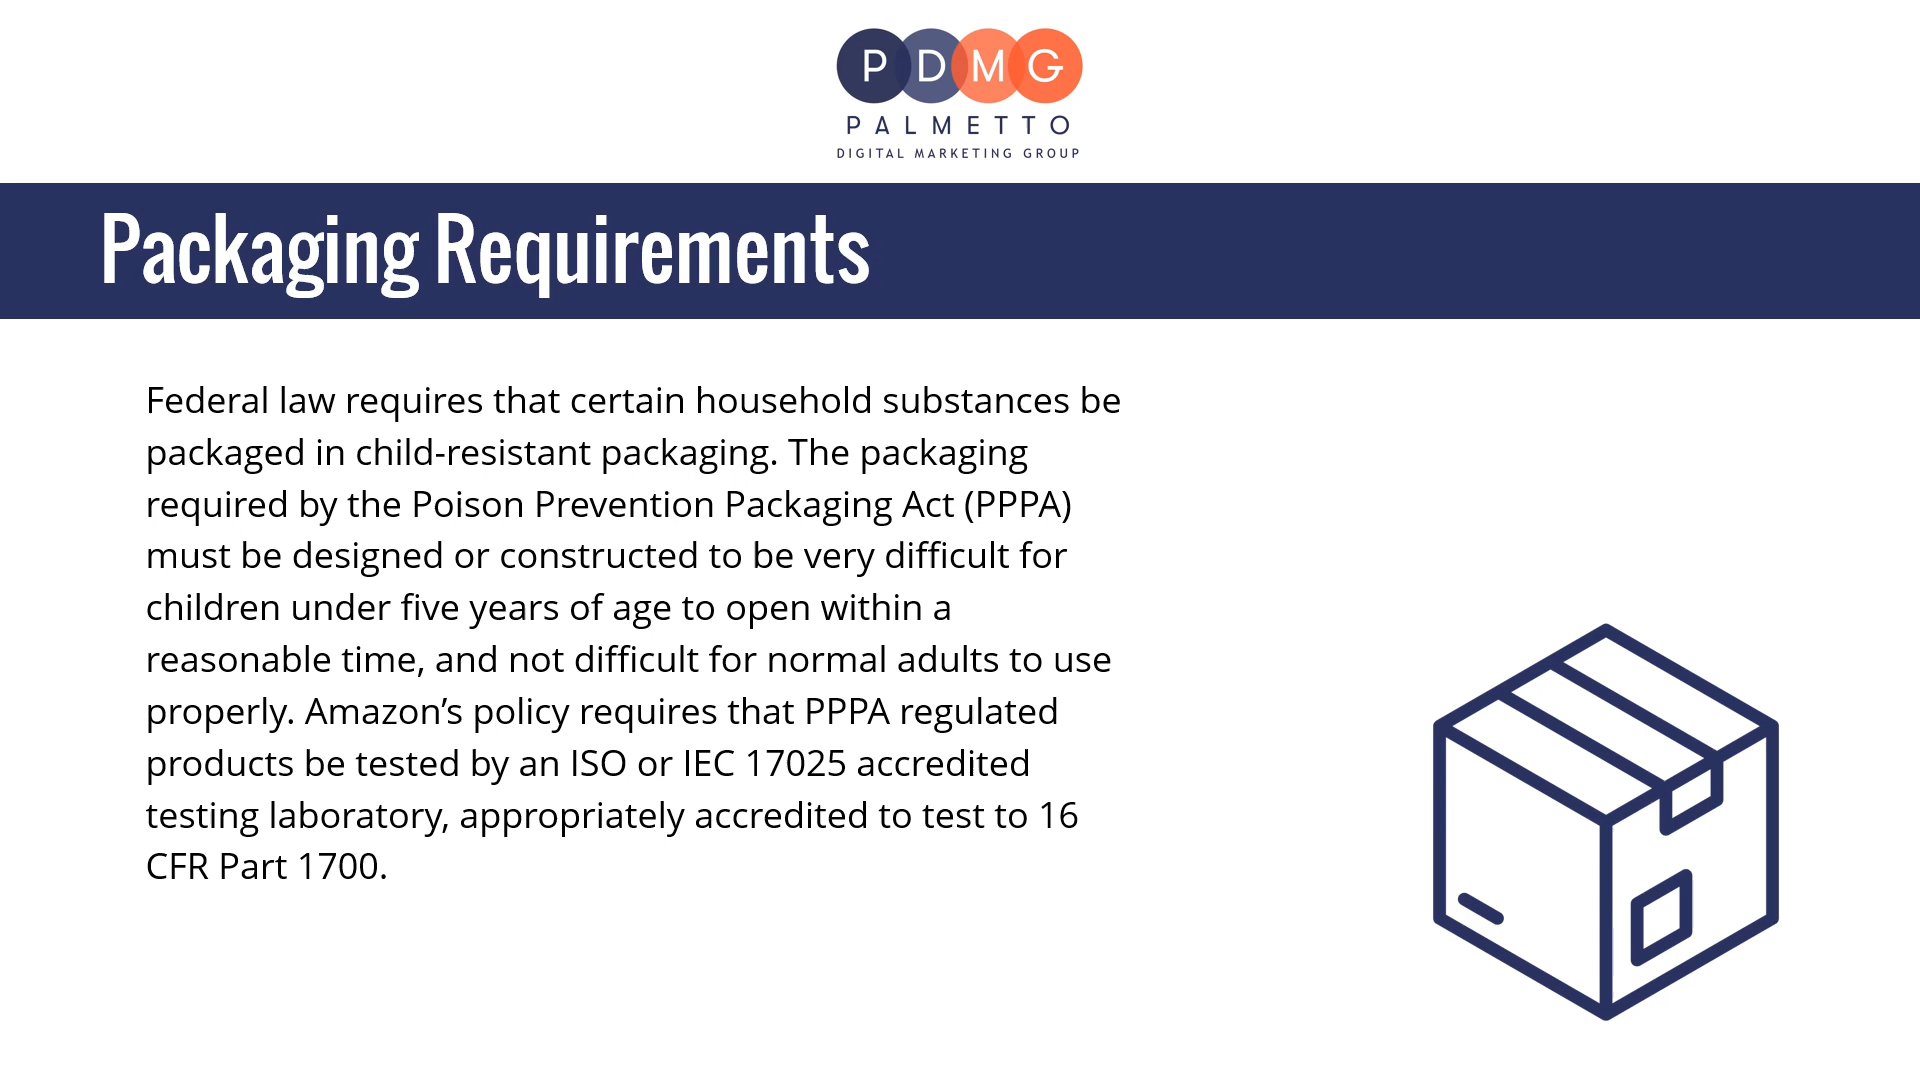 P D M G
PALMETTO
DIGITAL MARKETING GROUP
Packaging Requirements
Federal law requires that certain household substances be
packaged in child-resistant packaging. The packaging
required by the Poison Prevention Packaging Act (PPPA)
must be designed or constructed to be very difficult for
children under five years of age to open within a
reasonable time, and not difficult for normal adults to use
properly. Amazon’s policy requires that PPPA regulated
products be tested by an ISO or IEC 17025 accredited
testing laboratory, appropriately accredited to test to 16
CFR Part 1700.